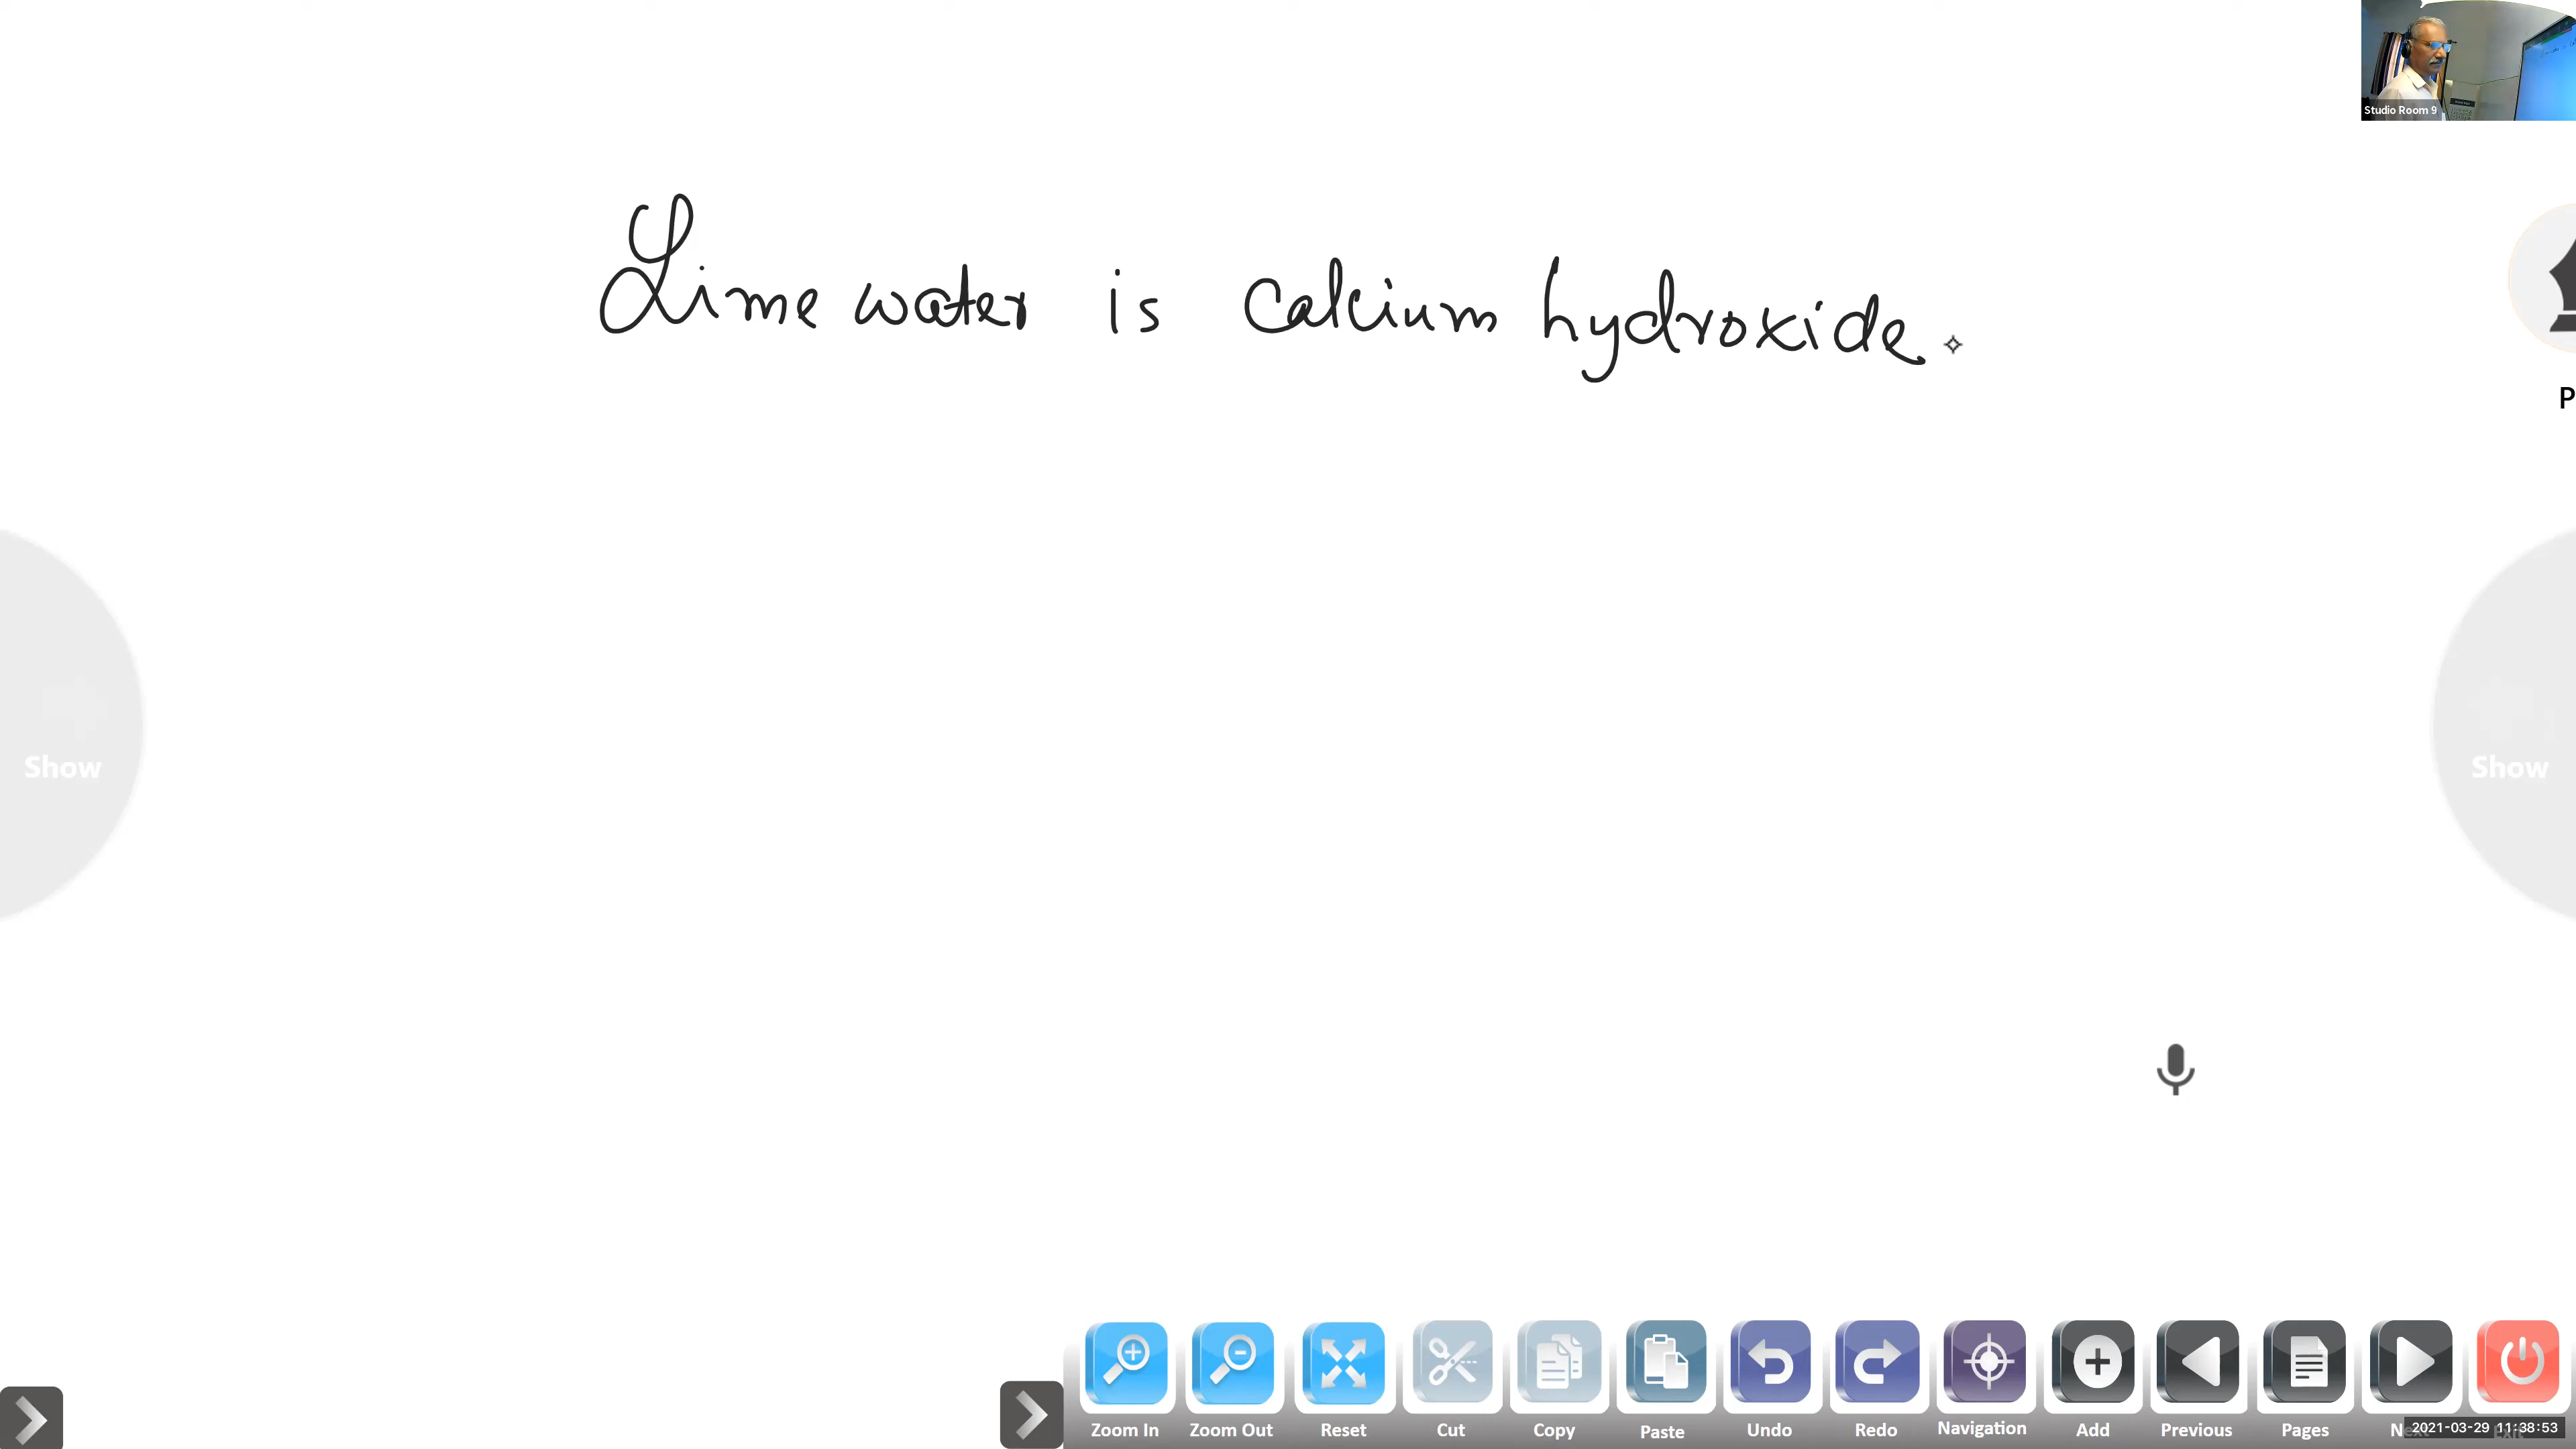 Studio Room 9
Lime water is calcium hydroxide.
P
Show
Show
Zoom In Zoom Out Reset Cut Copy Paste Undo Redo Navigation Add Previous Pages
2021-03-29 11:38:53